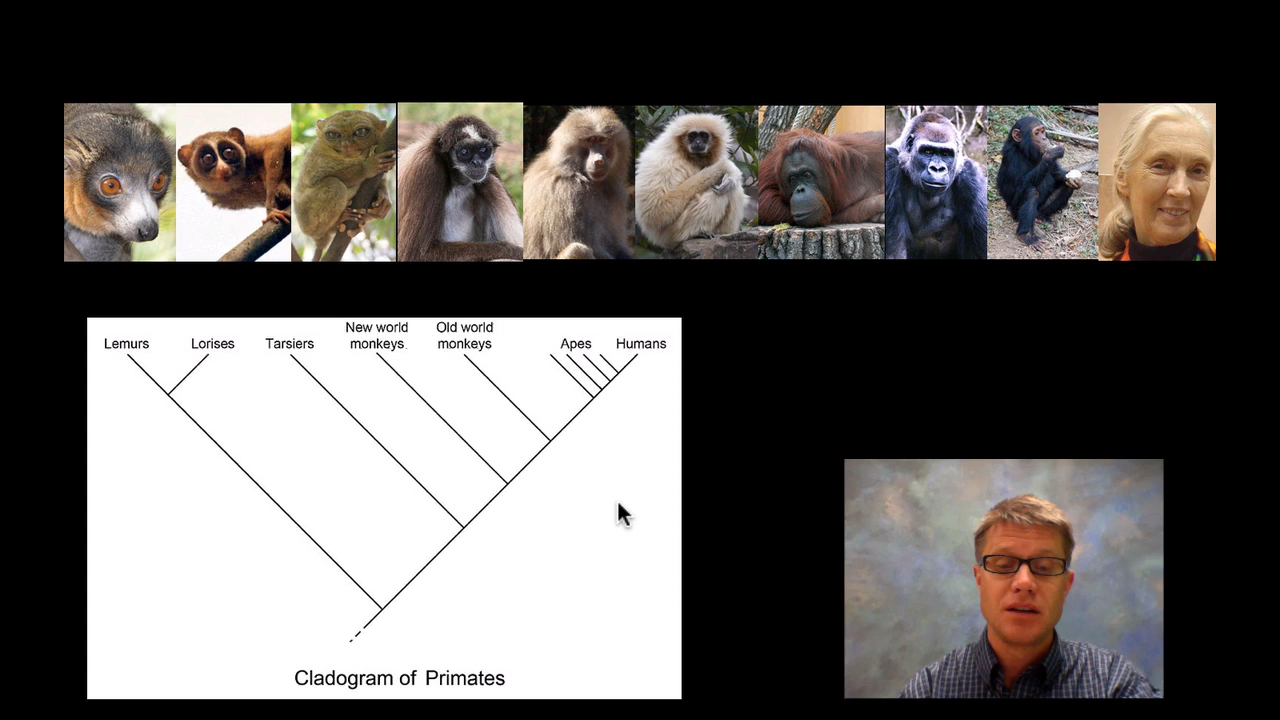 New world
Old world
Lemurs
Lorises
Tarsiers
monkeys.
monkeys
Apes
Humans
Cladogram of Primates